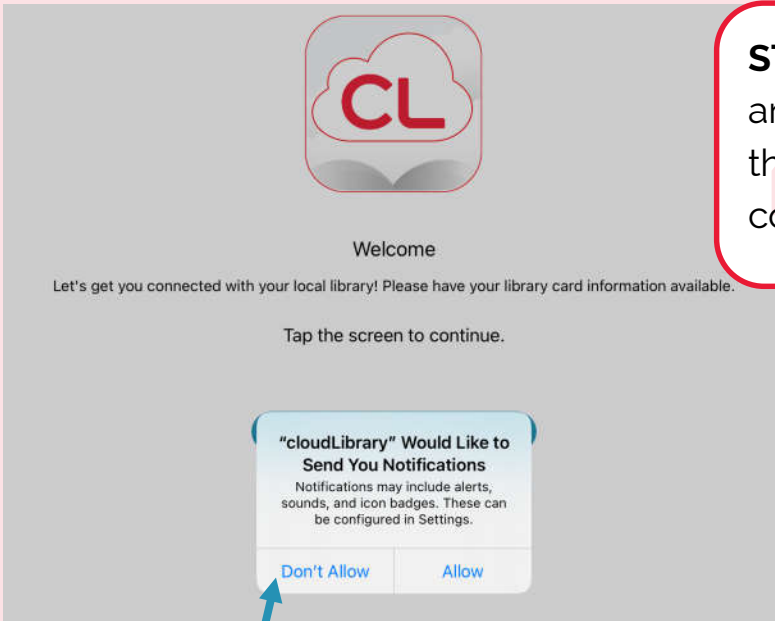 CL
Welcome
Let's get you connected with your local library! Please have your library card information available.
Tap the screen to continue.
"cloudLibrary" Would Like to
Send You Notifications
Notifications may include alerts,
sounds, and icon badges. These can
be configured in Settings.
Don't Allow
Allow